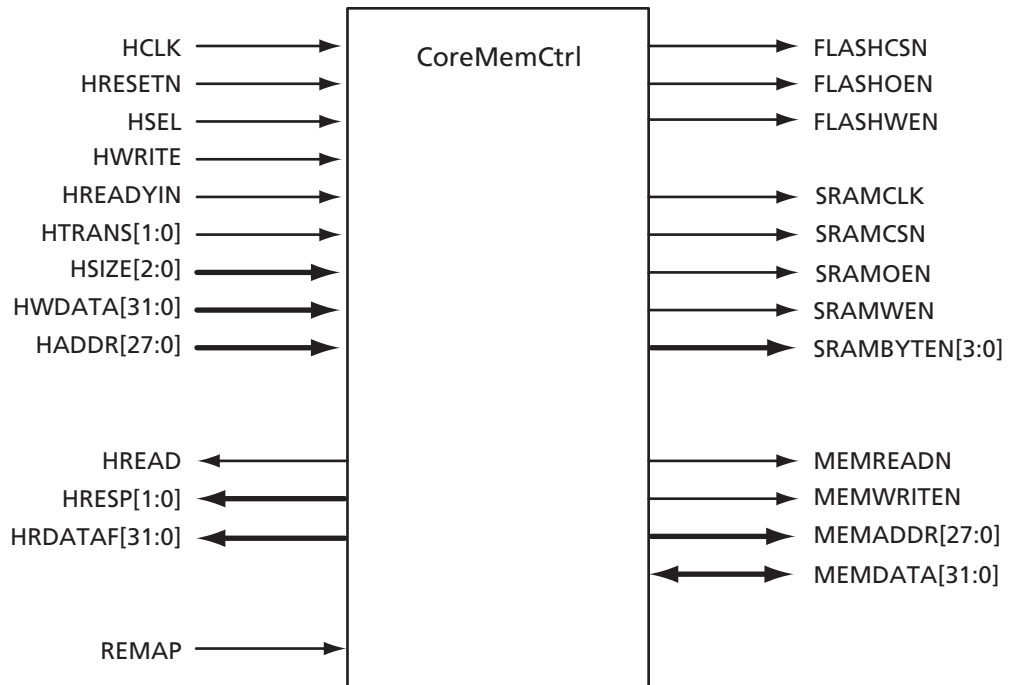 CoreMemCtrl
HCLK
HRESETN
HSEL
HWRITE
HREADYIN
HTRANS[1:0]
HSIZE[2:0]
HWDATA[31:0]
HADDR[27:0]
HREAD
HRESP[1:0]
HRDATAF[31:0]
REMAP
FLASHCSN
FLASHOEN
FLASHWEN
SRAMCLK
SRAMCSN
SRAMOEN
SRAMWEN
SRAMBYTEN[3:0]
MEMREADN
MEMWRITEN
MEMADDR[27:0]
MEMDATA[31:0]